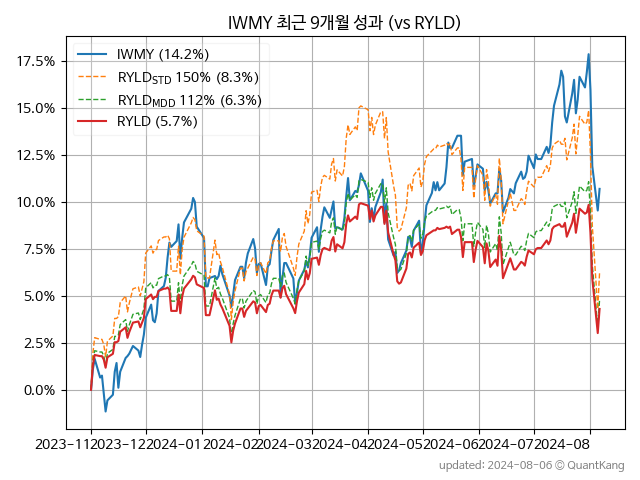 IWMY 최근 9개월 성과 (vs RYLD)
IWMY (14.2%)
RYLD_STD 150% (8.3%)
RYLD_MDD 112% (6.3%)
RYLD (5.7%)
17.5%
15.0%
12.5%
10.0%
7.5%
5.0%
2.5%
0.0%
2023-11 2023-12 2024-01 2024-02 2024-03 2024-04 2024-05 2024-06 2024-07 2024-08
updated: 2024-08-06 © QuantKang